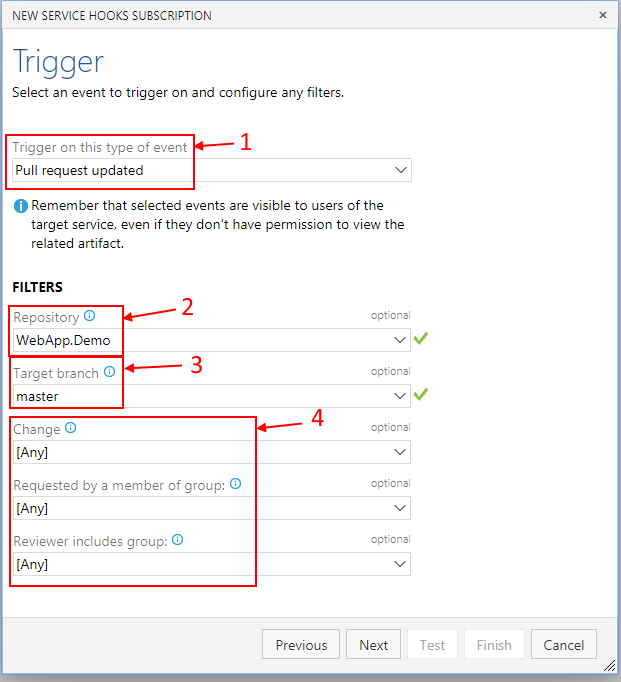 NEW SERVICE HOOKS SUBSCRIPTION
Trigger
Select an event to trigger on and configure any filters.
Trigger on this type of event 1
Pull request updated
Remember that selected events are visible to users of the
target service, even if they don't have permission to view the
related artifact.
FILTERS
2
Repository optional
WebApp.Demo
3
Target branch optional
master
4
Change optional
[Any]
Requested by a member of group: optional
[Any]
Reviewer includes group: optional
[Any]
Previous Next Test Finish Cancel